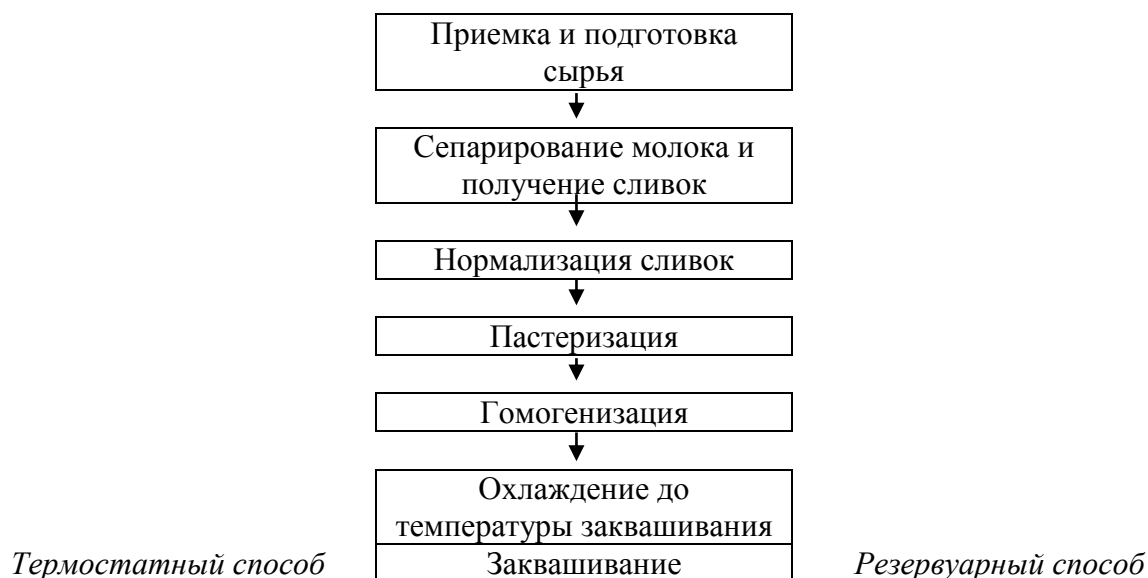 Приемка и подготовка
сырья
Сепарирование молока и
получение сливок
Нормализация сливок
Пастеризация
Гомогенизация
Охлаждение до
температуры заквашивания
Термостатный способ Заквашивание Резервуарный способ